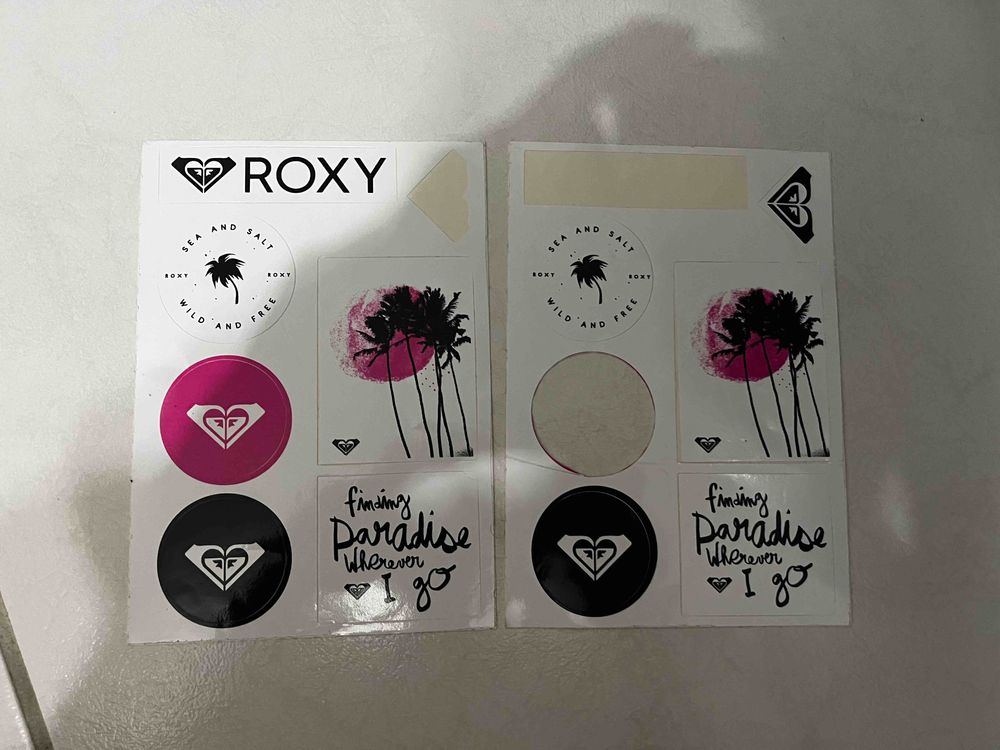 ROXY
SEA AND SALT
ROXY ROXY
WILD AND FREE
finding
Paradise
Wherever
I go
SEA AND SALT
ROXY ROXY
WILD AND FREE
finding
Paradise
Wherever
I go